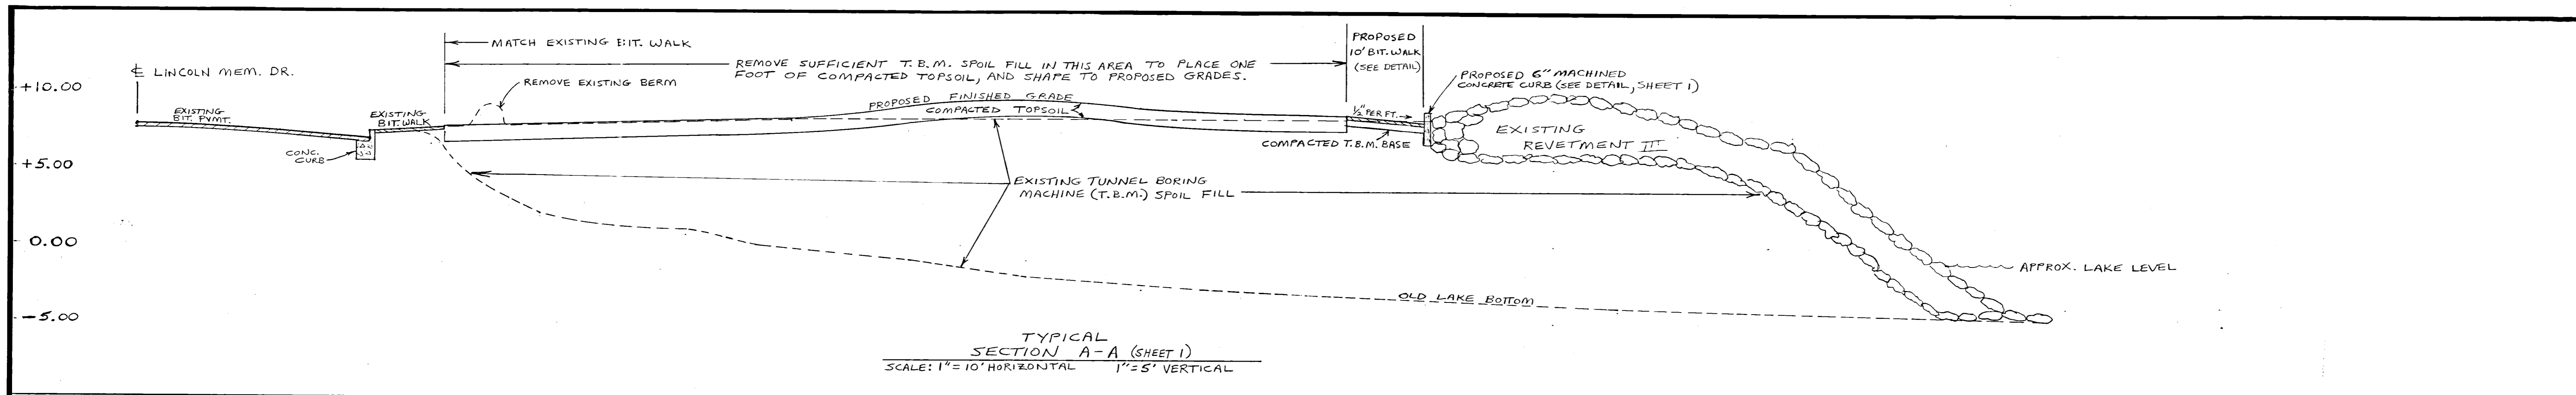 MATCH EXISTING BIT. WALK
PROPOSED
10' BIT. WALK
(SEE DETAIL)
℄ LINCOLN MEM. DR.
REMOVE SUFFICIENT T.B.M. SPOIL FILL IN THIS AREA TO PLACE ONE
FOOT OF COMPACTED TOPSOIL, AND SHAPE TO PROPOSED GRADES.
REMOVE EXISTING BERM
PROPOSED 6" MACHINED
CONCRETE CURB (SEE DETAIL, SHEET 1)
+10.00
EXISTING
BIT. PVMT.
EXISTING
BIT. WALK
PROPOSED FINISHED GRADE
COMPACTED TOPSOIL
1/2" PER FT.
EXISTING
REVETMENT III
CONC.
CURB
COMPACTED T.B.M. BASE
+5.00
EXISTING TUNNEL BORING
MACHINE (T.B.M.) SPOIL FILL
0.00
APPROX. LAKE LEVEL
OLD LAKE BOTTOM
-5.00
TYPICAL
SECTION A-A (SHEET 1)
SCALE: 1" = 10' HORIZONTAL 1" = 5' VERTICAL